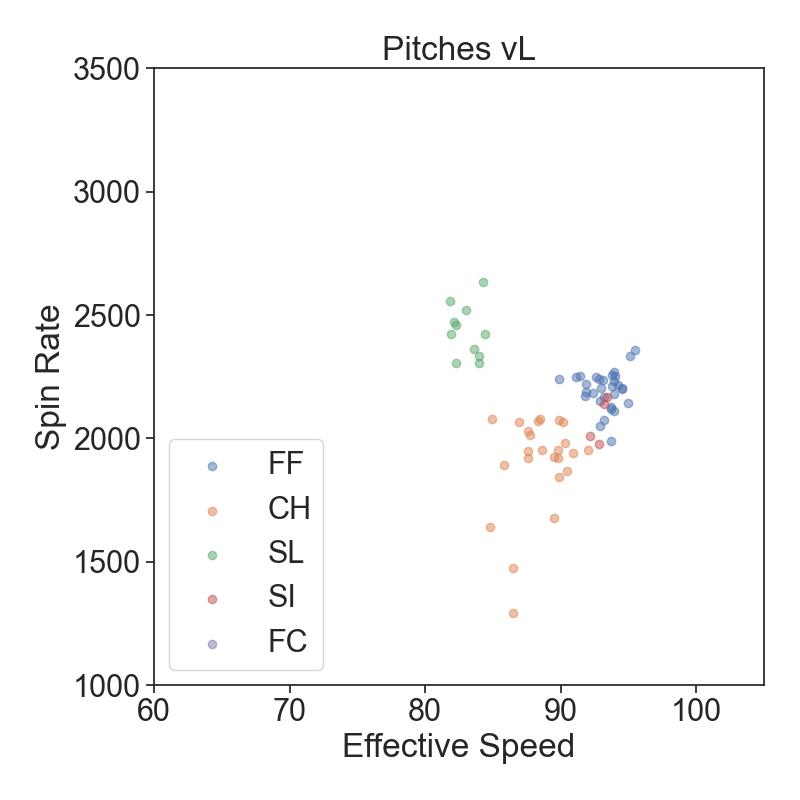 Pitches vL
3500
3000
2500
2000
1500
1000
Spin Rate
FF
CH
SL
SI
FC
60 70 80 90 100
Effective Speed